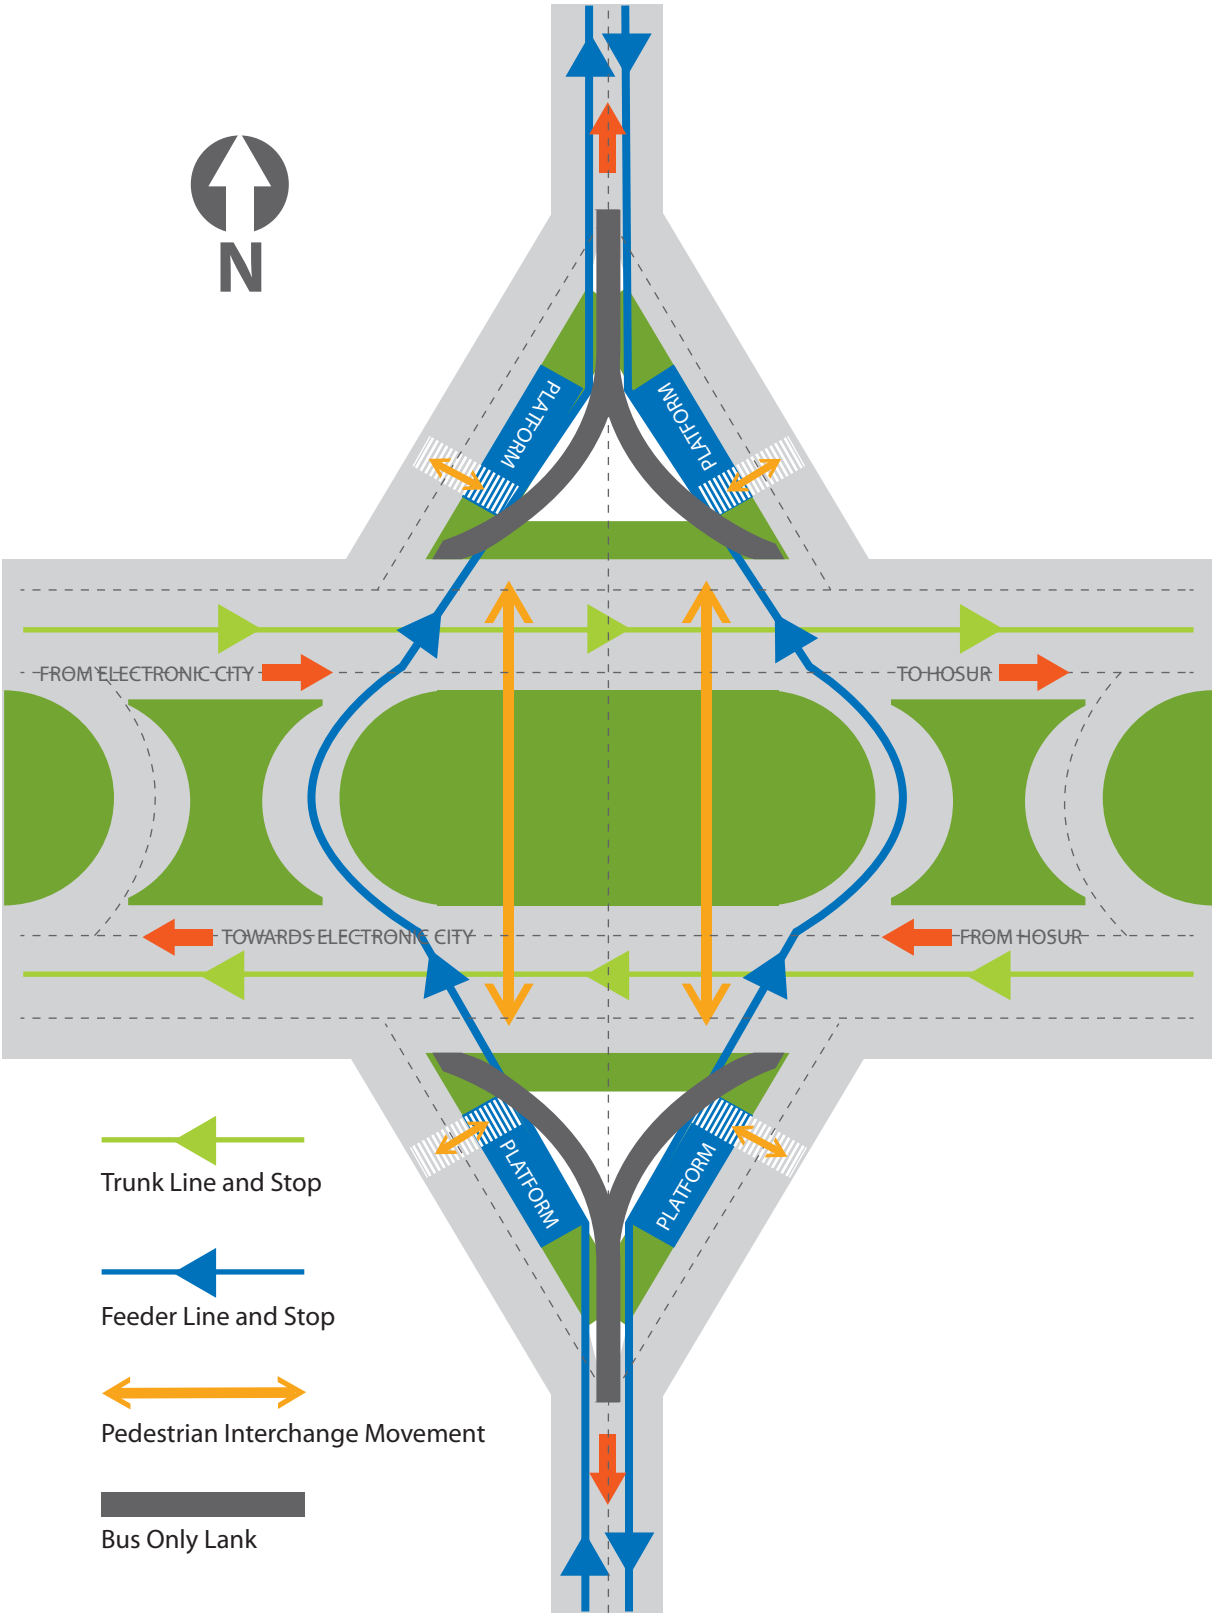 N
PLATFORM
PLATFORM
FROM ELECTRONIC CITY
TO HOSUR
TOWARDS ELECTRONIC CITY
FROM HOSUR
PLATFORM
PLATFORM
Trunk Line and Stop
Feeder Line and Stop
Pedestrian Interchange Movement
Bus Only Lank